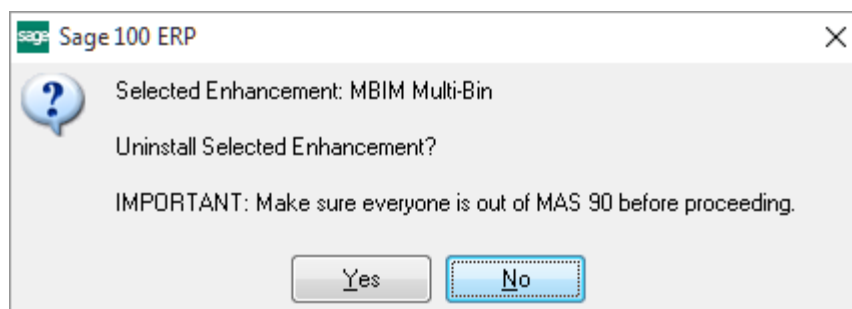 sage Sage 100 ERP
Selected Enhancement: MBIM Multi-Bin
Uninstall Selected Enhancement?
IMPORTANT: Make sure everyone is out of MAS 90 before proceeding.
Yes No